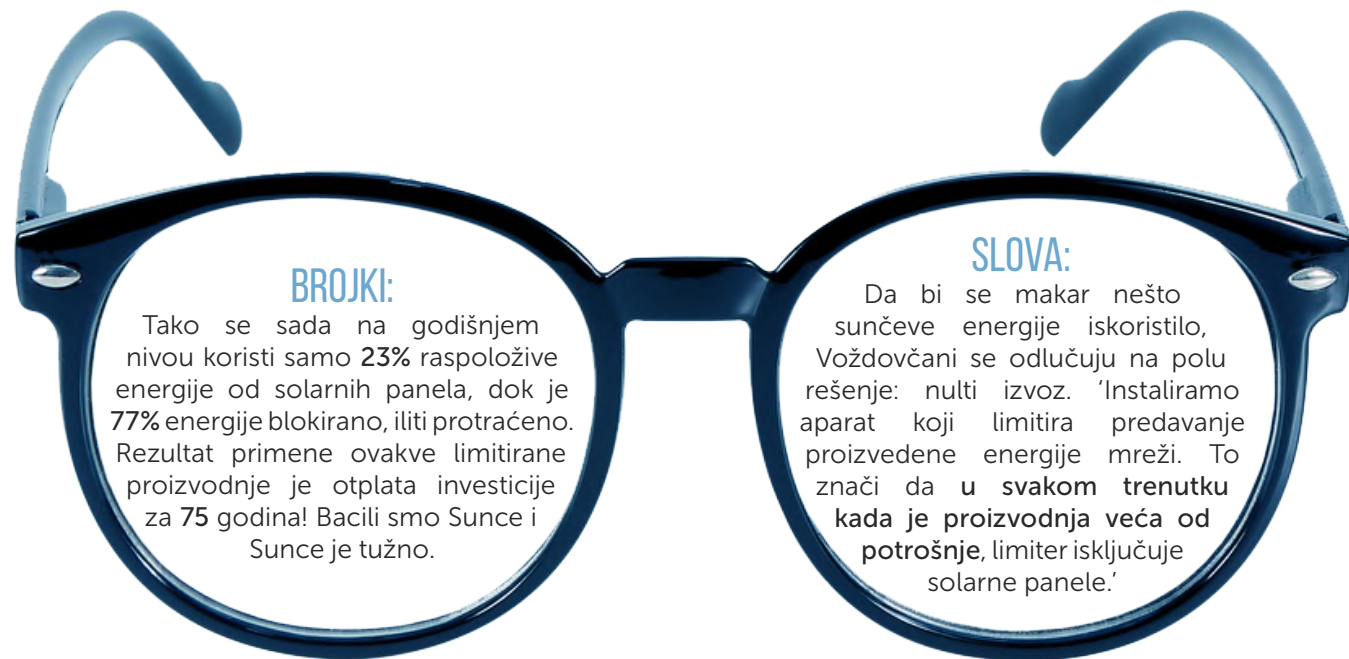 BROJKI:
Tako se sada na godišnjem
nivou koristi samo 23% raspoložive
energije od solarnih panela, dok je
77% energije blokirano, iliti protraćeno.
Rezultat primene ovakve limitirane
proizvodnje je otplata investicije
za 75 godina! Bacili smo Sunce i
Sunce je tužno.
SLOVA:
Da bi se makar nešto
sunčeve energije iskoristilo,
Voždovčani se odlučuju na polu
rešenje: nulti izvoz. ‘Instaliramo
aparat koji limitira predavanje
proizvedene energije mreži. To
znači da u svakom trenutku
kada je proizvodnja veća od
potrošnje, limiter isključuje
solarne panele.’